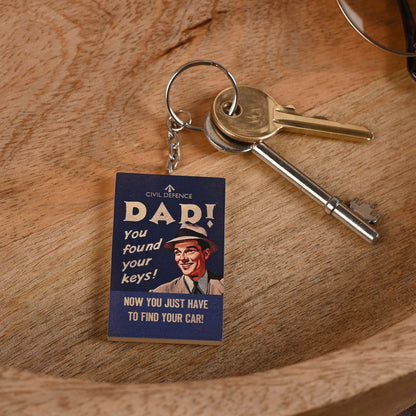 CIVIL DEFENCE
DAD!
You
found
your
keys!
NOW YOU JUST HAVE
TO FIND YOUR CAR!